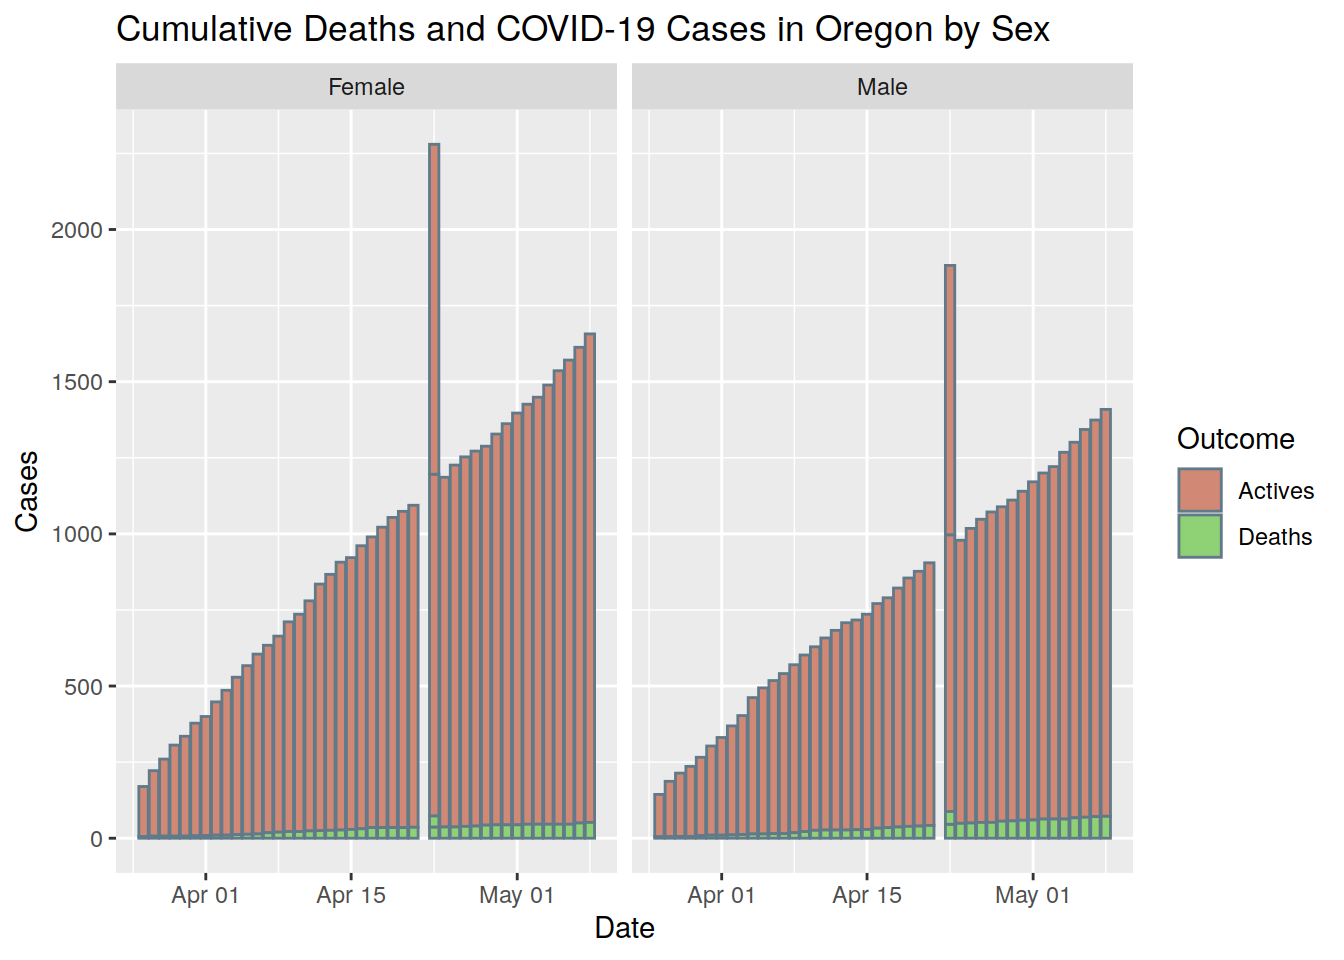 Cumulative Deaths and COVID-19 Cases in Oregon by Sex
Female
Male
2000
1500
1000
500
0
Cases
Apr 01
Apr 15
May 01
Apr 01
Apr 15
May 01
Date
Outcome
Actives
Deaths